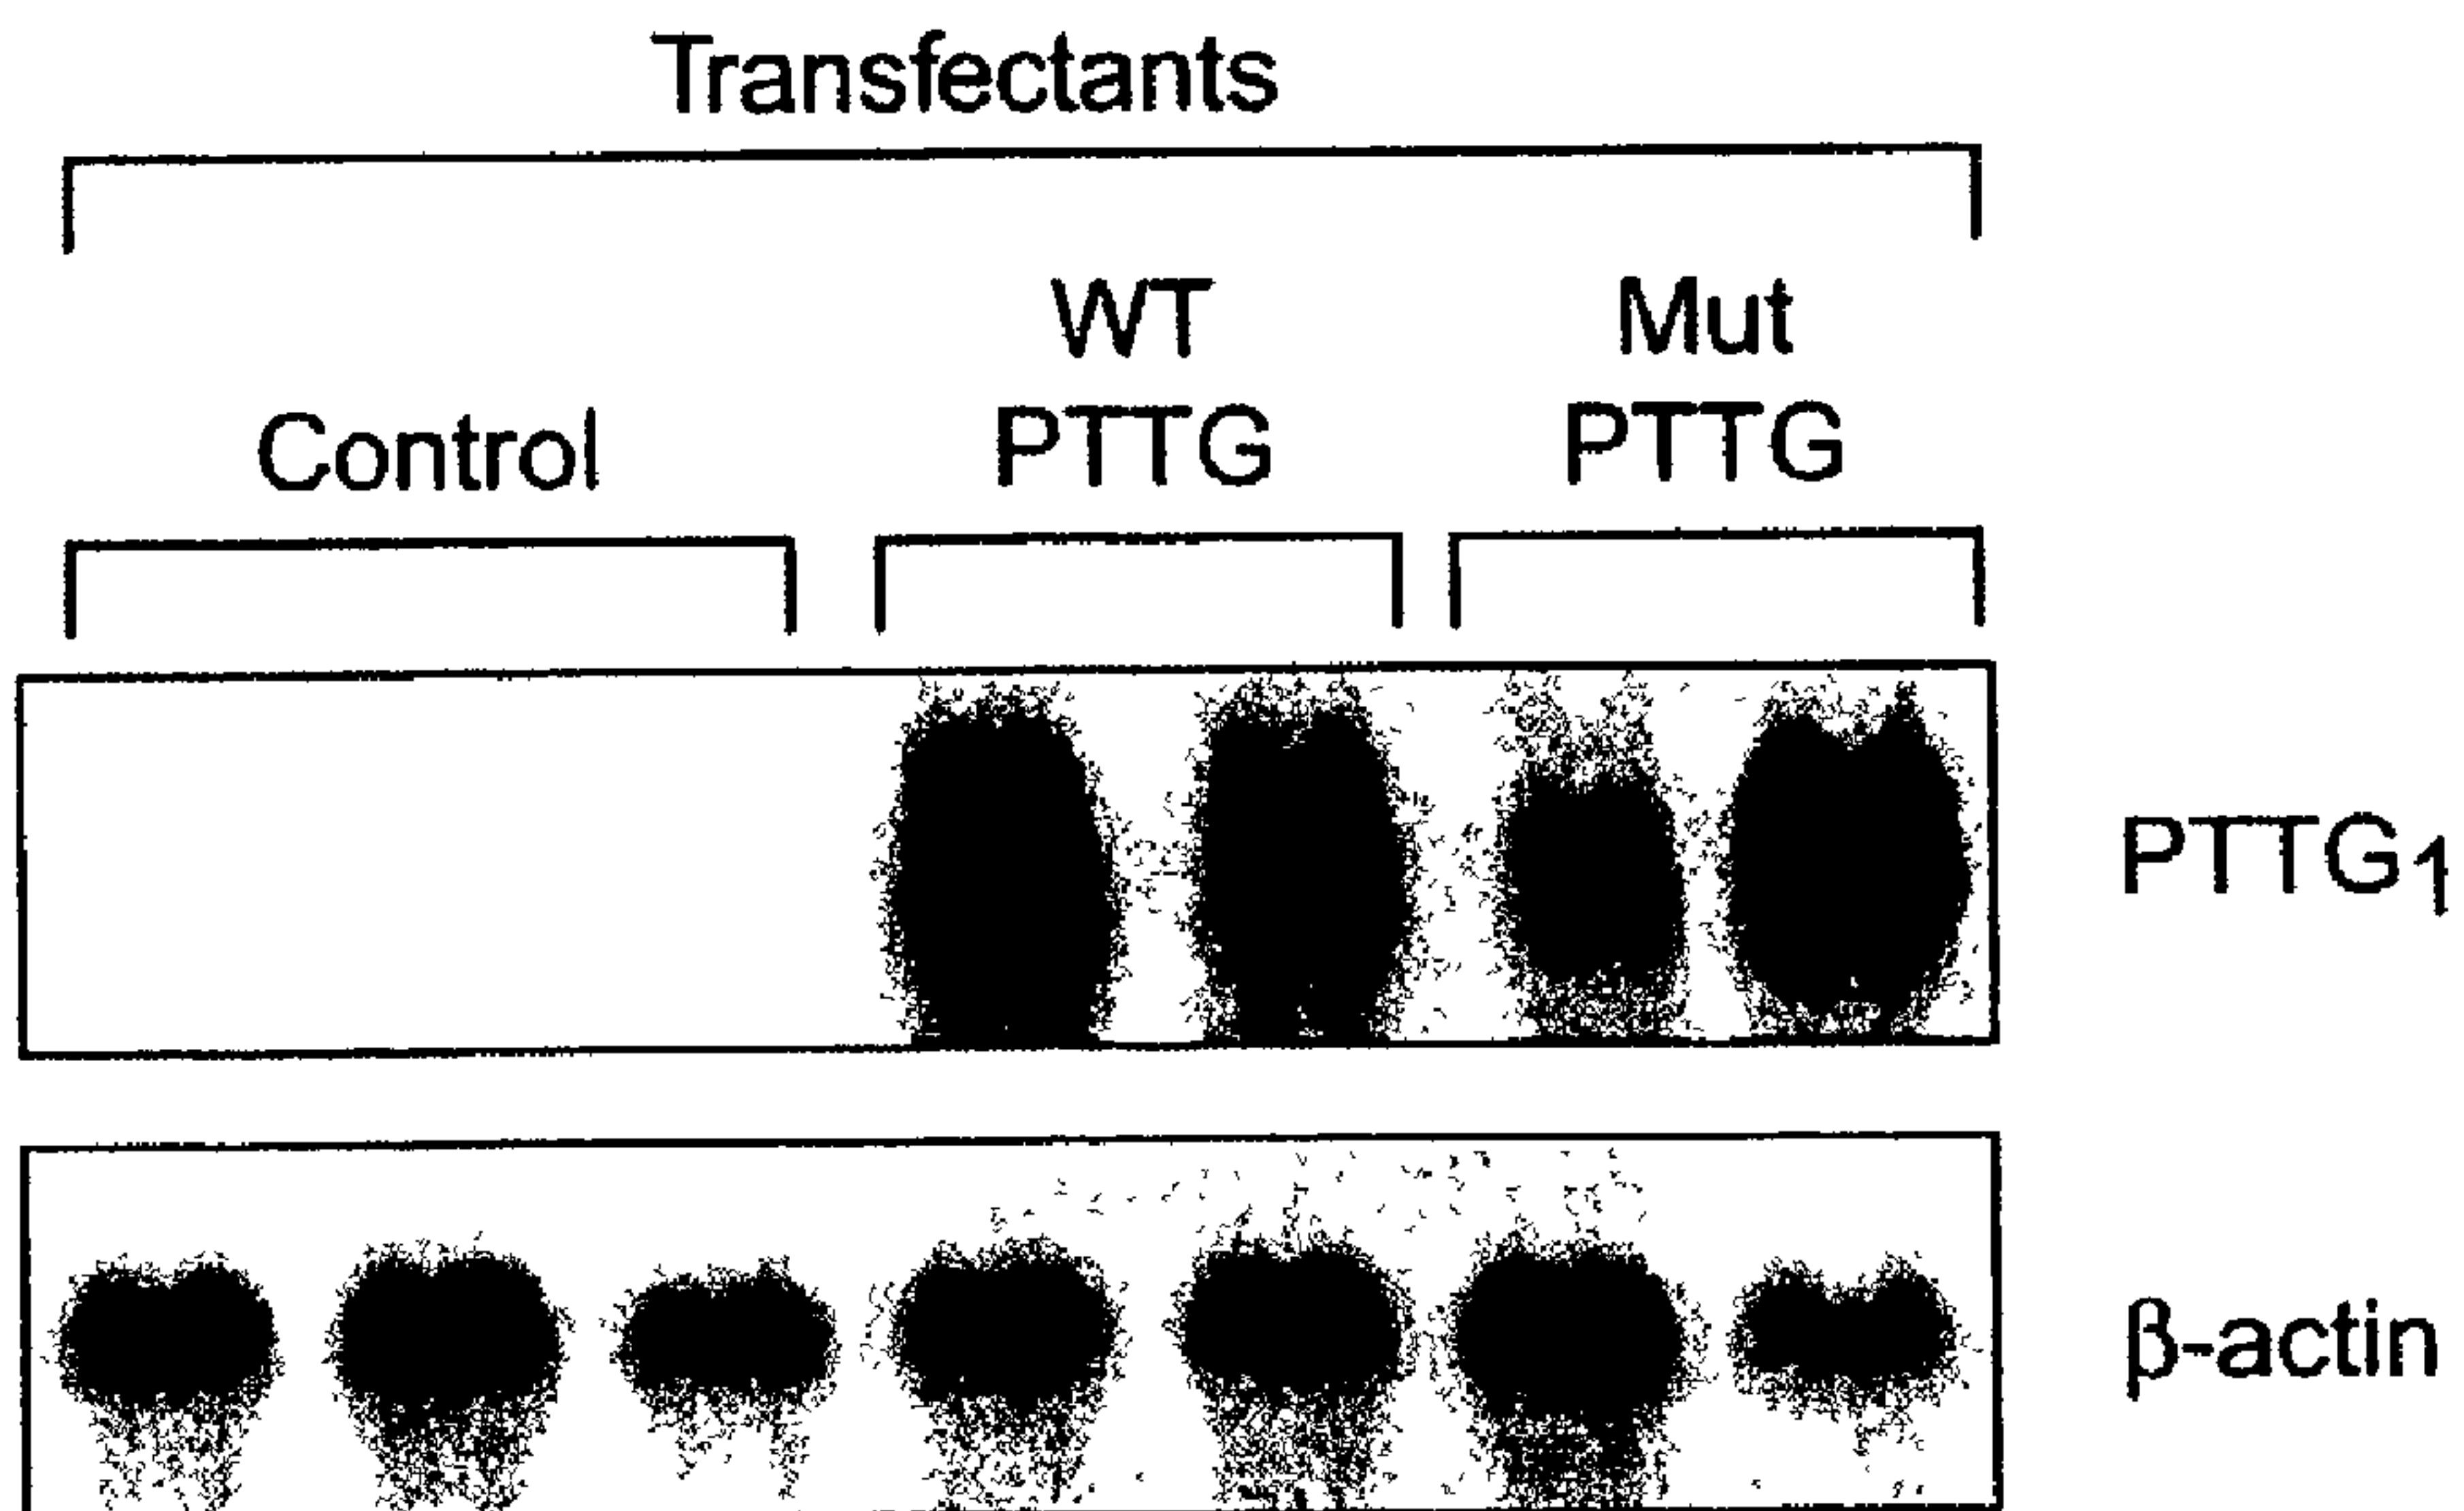 Transfectants
WT
PTTG
Mut
PTTG
Control
PTTG1
β-actin